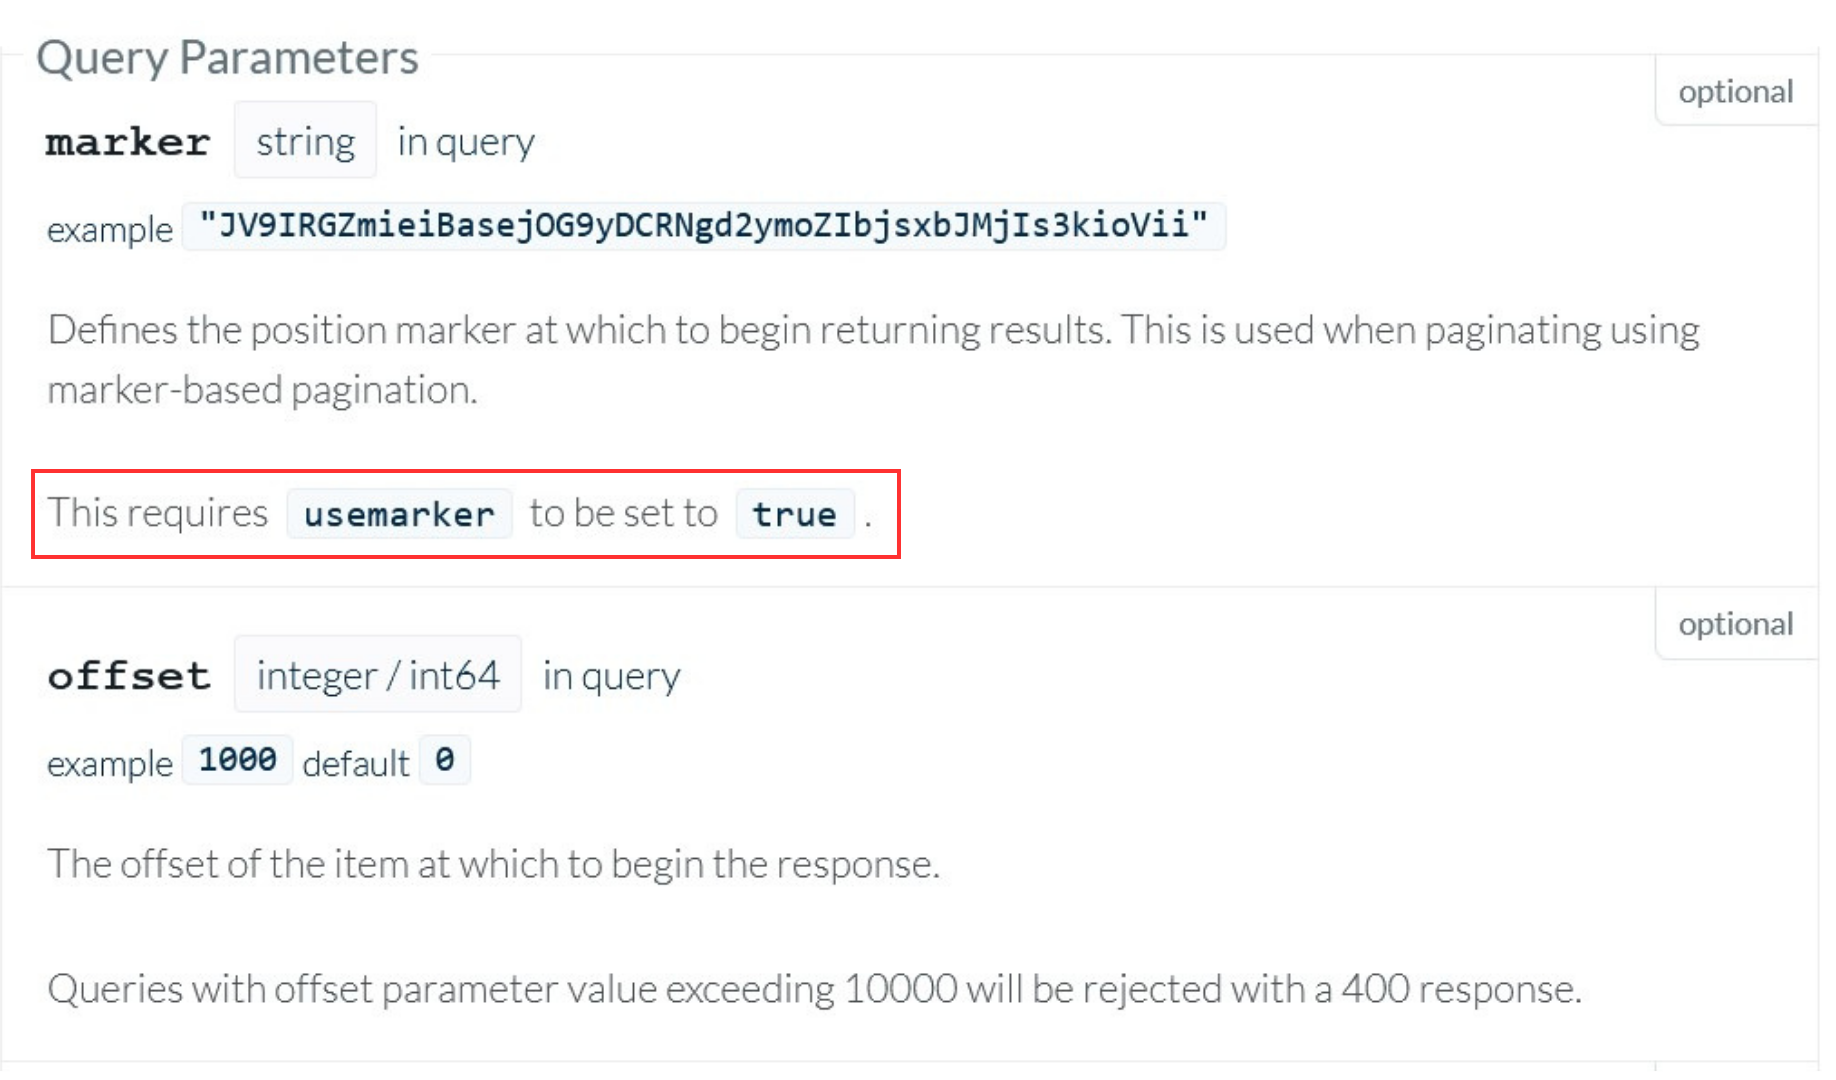 Query Parameters
optional
marker string in query
example "JV9IRGZmieiBasejOG9yDCRNgd2ymoZIbjsxbJMjIs3kioVii"
Defines the position marker at which to begin returning results. This is used when paginating using
marker-based pagination.
This requires usemarker to be set to true .
optional
offset integer / int64 in query
example 1000 default 0
The offset of the item at which to begin the response.
Queries with offset parameter value exceeding 10000 will be rejected with a 400 response.